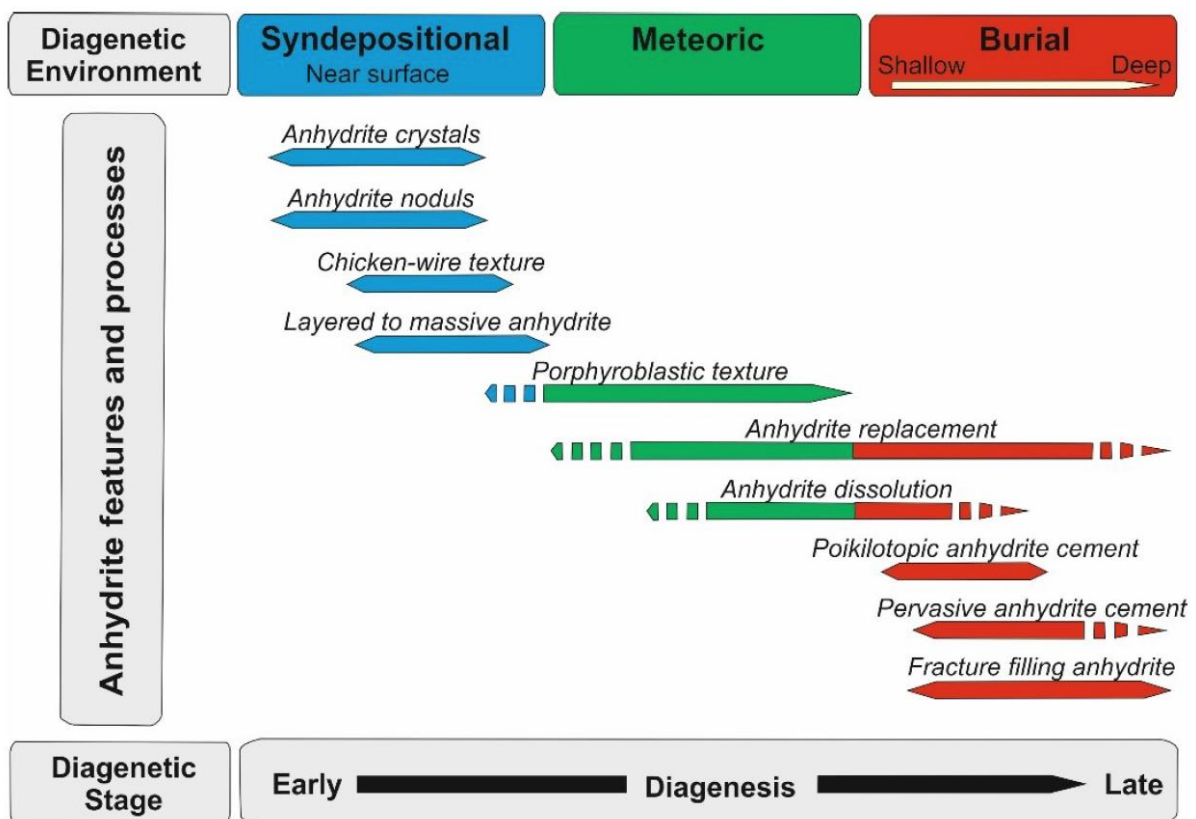 Diagenetic
Environment
Syndepositional
Near surface
Meteoric
Burial
Shallow
Deep
Anhydrite features and processes
Anhydrite crystals
Anhydrite noduls
Chicken-wire texture
Layered to massive anhydrite
Porphyroblastic texture
Anhydrite replacement
Anhydrite dissolution
Poikilotopic anhydrite cement
Pervasive anhydrite cement
Fracture filling anhydrite
Diagenetic
Stage
Early
Diagenesis
Late